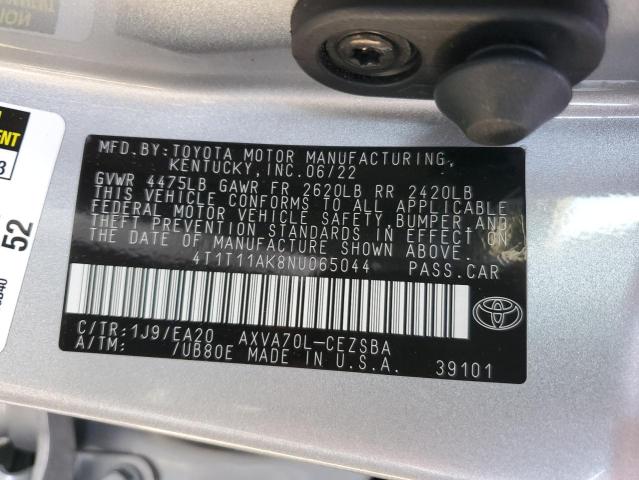 MFD.BY:TOYOTA MOTOR MANUFACTURING,
KENTUCKY,INC.06/22
GVWR 4475LB GAWR FR 2620LB RR 2420LB
THIS VEHICLE CONFORMS TO ALL APPLICABLE
FEDERAL MOTOR VEHICLE SAFETY, BUMPER,AND
THEFT PREVENTION STANDARDS IN EFFECT ON
THE DATE OF MANUFACTURE SHOWN ABOVE.
4T1T11AK8NU065044 PASS.CAR
C/TR:1J9/EA20 AXVA70L-CEZSBA
A/TM: /UB80E MADE IN U.S.A.
39101
52